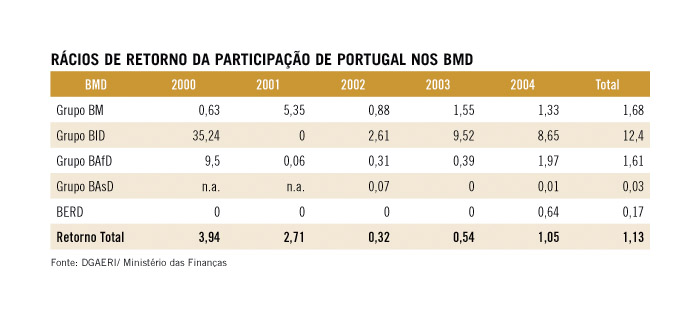 RÁCIOS DE RETORNO DA PARTICIPAÇÃO DE PORTUGAL NOS BMD
BMD 2000 2001 2002 2003 2004 Total
Grupo BM 0,63 5,35 0,88 1,55 1,33 1,68
Grupo BID 35,24 0 2,61 9,52 8,65 12,4
Grupo BAfD 9,5 0,06 0,31 0,39 1,97 1,61
Grupo BAsD n.a. n.a. 0,07 0 0,01 0,03
BERD 0 0 0 0 0,64 0,17
Retorno Total 3,94 2,71 0,32 0,54 1,05 1,13
Fonte: DGAERI/ Ministério das Finanças